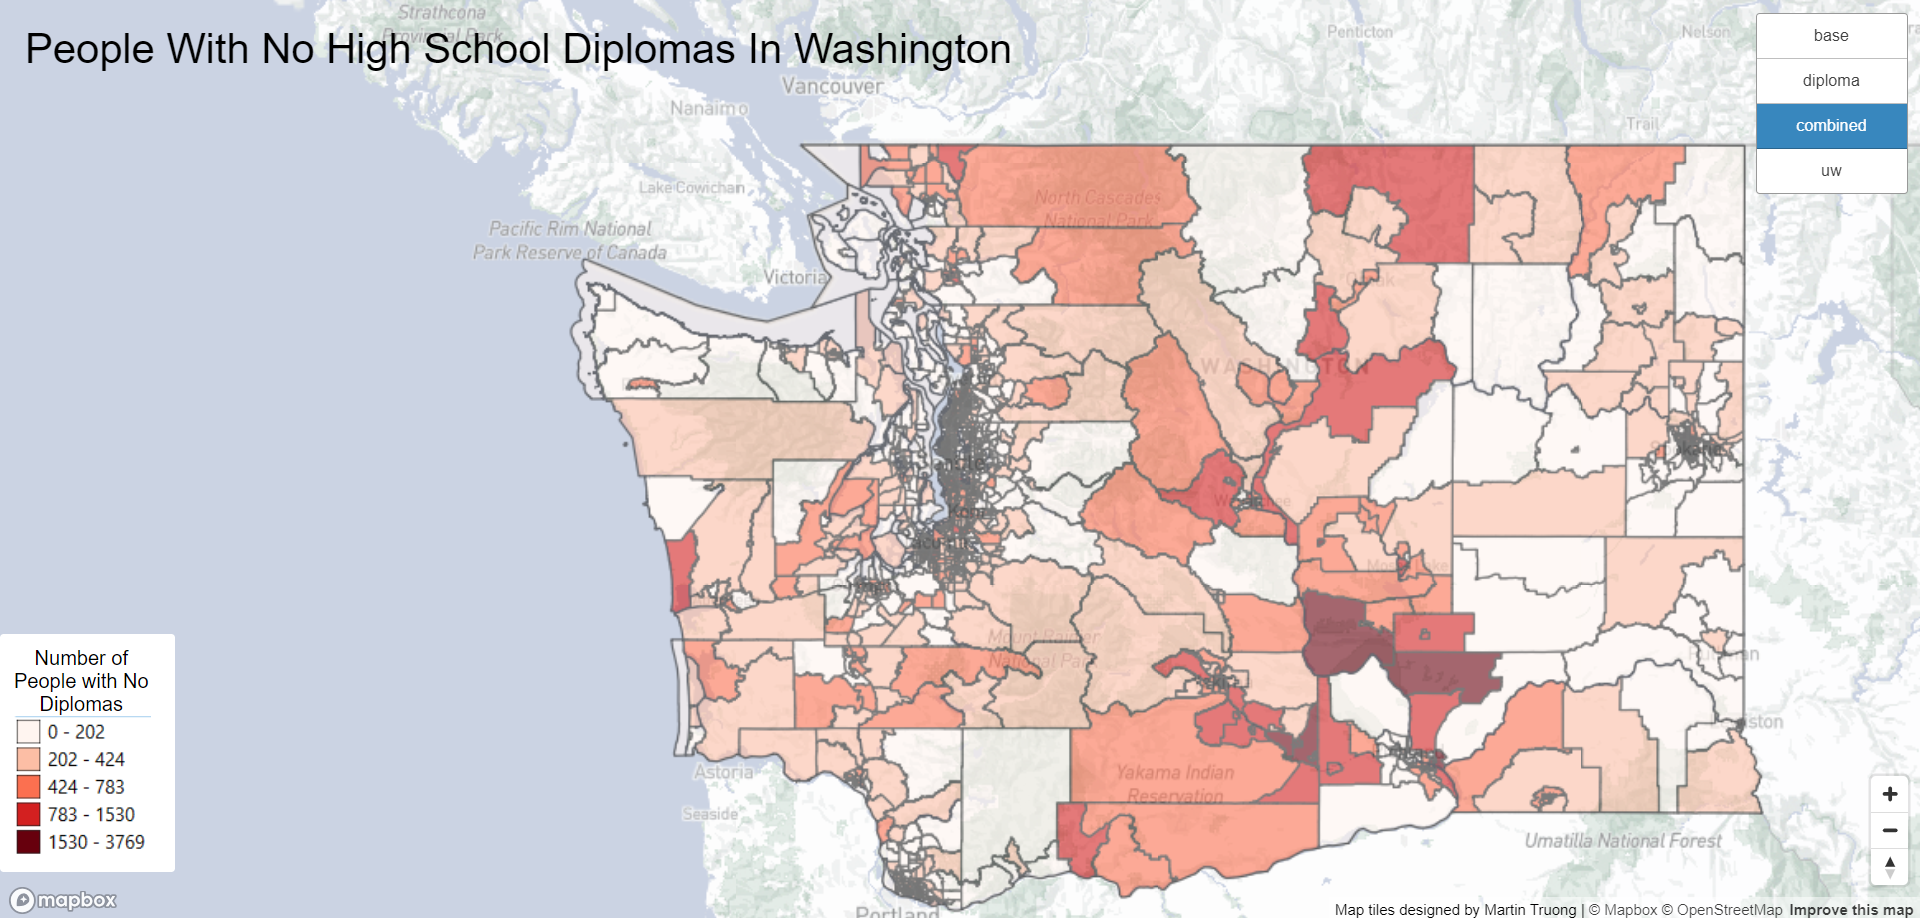 Strathcona
Provincial Park
People With No High School Diplomas In Washington
Penticton
Nelson
base
diploma
combined
uw
Vancouver
Nanaimo
Trail
Lake Cowichan
North Cascades
National Park
Pacific Rim National
Park Reserve of Canada
Victoria
Omak
WASHINGTON
Spokane
Kent
Tacoma
Moses Lake
Mount Rainier
National Park
Pullman
Number of
People with No
Diplomas
0 - 202
202 - 424
424 - 783
783 - 1530
1530 - 3769
Astoria
Yakama Indian
Reservation
Seaside
Umatilla National Forest
Portland
mapbox
Map tiles designed by Martin Truong | © Mapbox © OpenStreetMap Improve this map